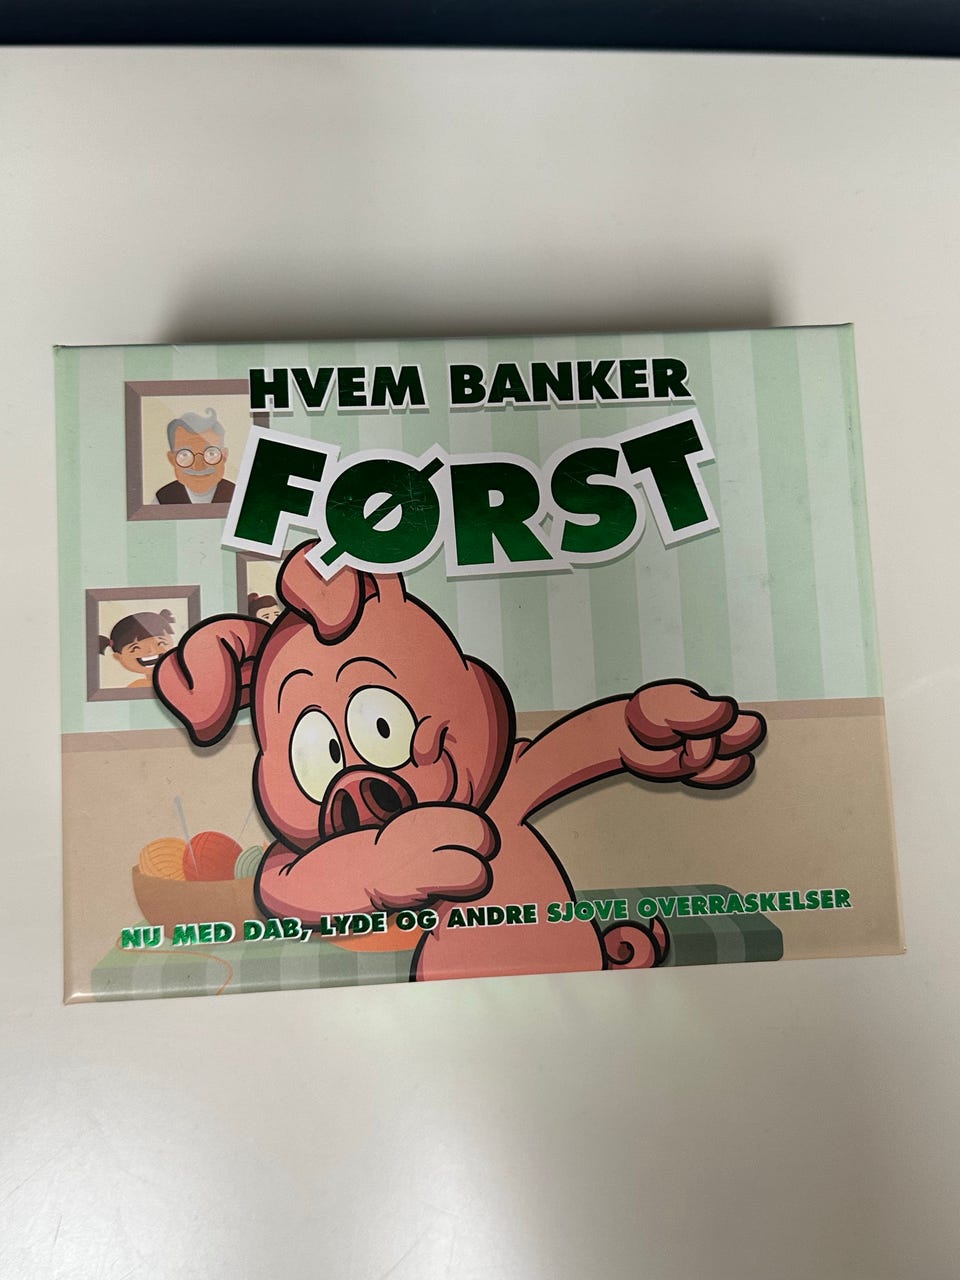 HVEM BANKER
FØRST
NU MED DAB, LYDE OG ANDRE SJOVE OVERRASKELSER